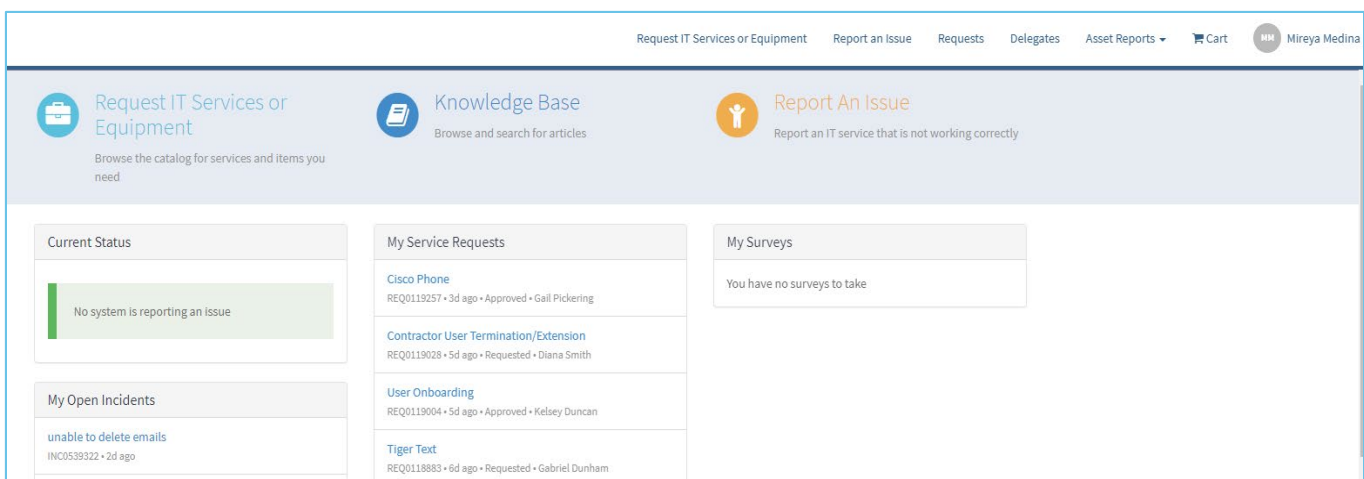 Request IT Services or Equipment Report an Issue Requests Delegates Asset Reports Cart MM Mireya Medina
Request IT Services or
Equipment
Browse the catalog for services and items you
need
Knowledge Base
Browse and search for articles
Report An Issue
Report an IT service that is not working correctly
Current Status
No system is reporting an issue
My Open Incidents
unable to delete emails
INC0539322 • 2d ago
My Service Requests
Cisco Phone
REQ0119257 • 3d ago • Approved • Gail Pickering
Contractor User Termination/Extension
REQ0119028 • 5d ago • Requested • Diana Smith
User Onboarding
REQ0119004 • 5d ago • Approved • Kelsey Duncan
Tiger Text
REQ0118883 • 6d ago • Requested • Gabriel Dunham
My Surveys
You have no surveys to take